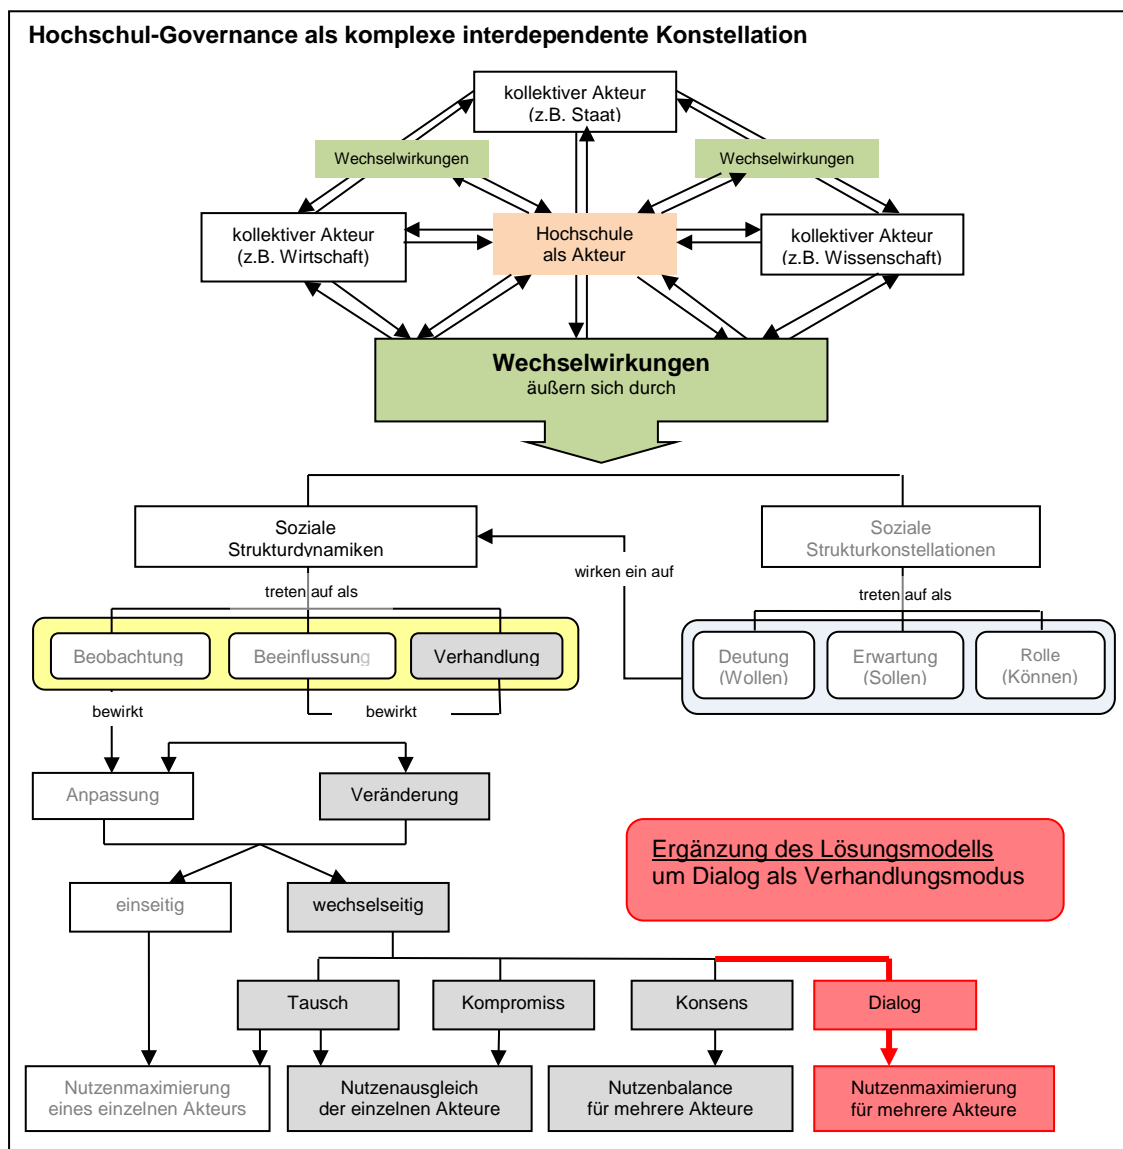 Hochschul-Governance als komplexe interdependente Konstellation
kollektiver Akteur
(z.B. Staat)
Wechselwirkungen
Wechselwirkungen
kollektiver Akteur
(z.B. Wirtschaft)
Hochschule
als Akteur
kollektiver Akteur
(z.B. Wissenschaft)
Wechselwirkungen
äußern sich durch
Soziale
Strukturdynamiken
Soziale
Strukturkonstellationen
wirken ein auf
treten auf als
treten auf als
Beobachtung
Beeinflussung
Verhandlung
Deutung
(Wollen)
Erwartung
(Sollen)
Rolle
(Können)
bewirkt
bewirkt
Anpassung
Veränderung
Ergänzung des Lösungsmodells
um Dialog als Verhandlungsmodus
einseitig
wechselseitig
Tausch
Kompromiss
Konsens
Dialog
Nutzenmaximierung
eines einzelnen Akteurs
Nutzenausgleich
der einzelnen Akteure
Nutzenbalance
für mehrere Akteure
Nutzenmaximierung
für mehrere Akteure